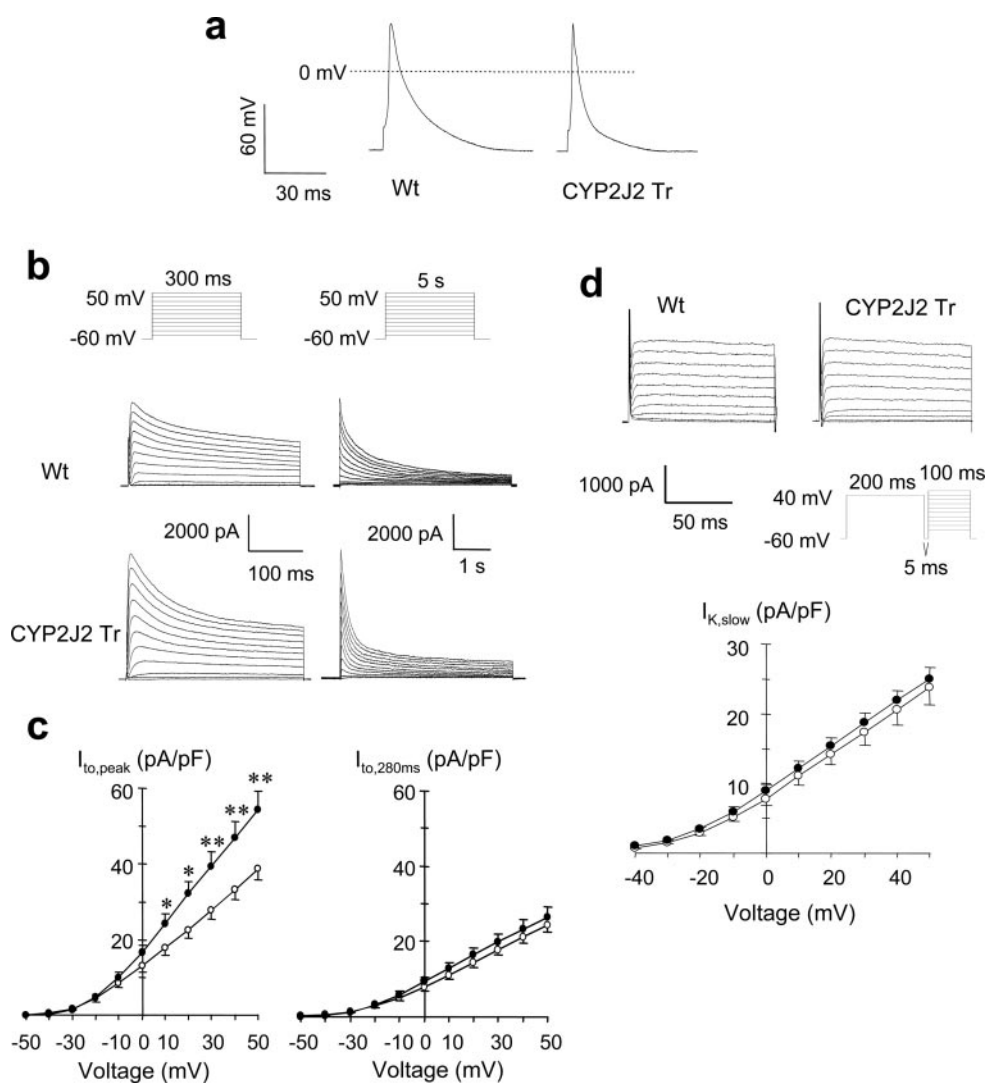 a
0 mV
60 mV
30 ms
Wt
CYP2J2 Tr
b
300 ms
5 s
50 mV
50 mV
-60 mV
-60 mV
Wt
2000 pA
100 ms
2000 pA
1 s
CYP2J2 Tr
c
Ito,peak (pA/pF)
60
40
20
* * ** ** **
-50 -30 -10 0 10 30 50
Voltage (mV)
Ito,280ms (pA/pF)
60
40
20
-50 -30 -10 0 10 30 50
Voltage (mV)
d
Wt
CYP2J2 Tr
1000 pA
50 ms
200 ms
100 ms
40 mV
-60 mV
5 ms
IK,slow (pA/pF)
30
20
10
-40 -20 0 20 40
Voltage (mV)